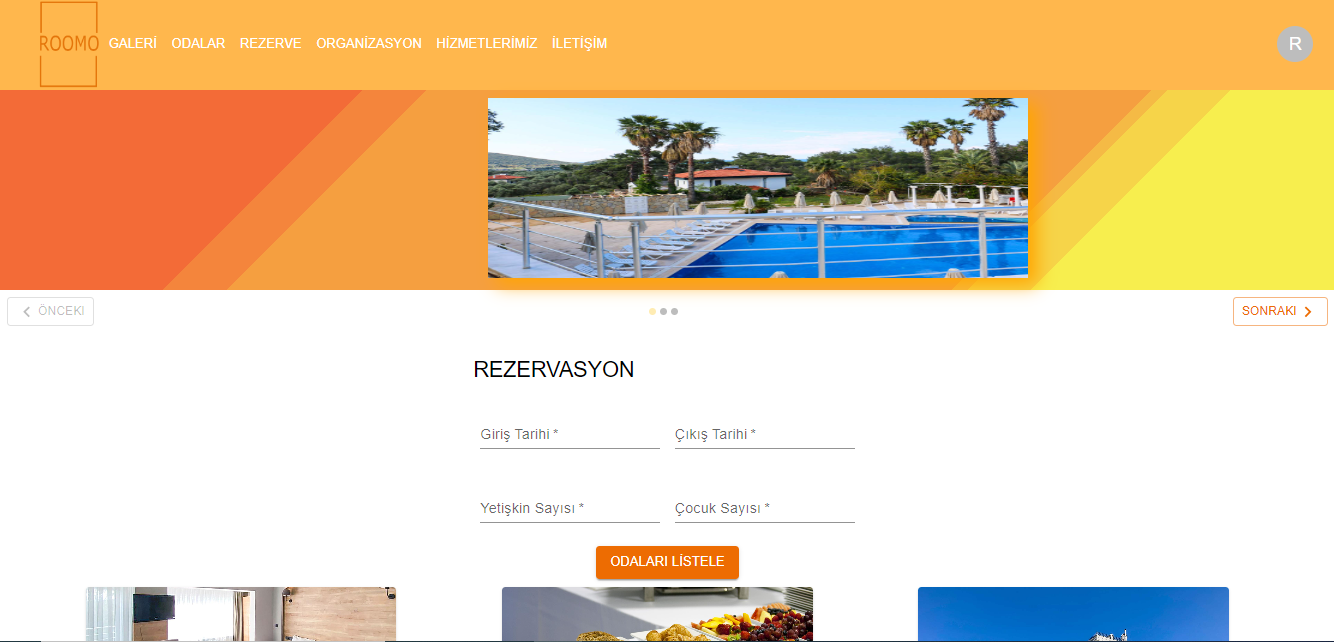 ROOMO GALERİ ODALAR REZERVE ORGANİZASYON HİZMETLERİMİZ İLETİŞİM R
ÖNCEKI SONRAKI
REZERVASYON
Giriş Tarihi * Çıkış Tarihi *
Yetişkin Sayısı * Çocuk Sayısı *
ODALARI LİSTELE